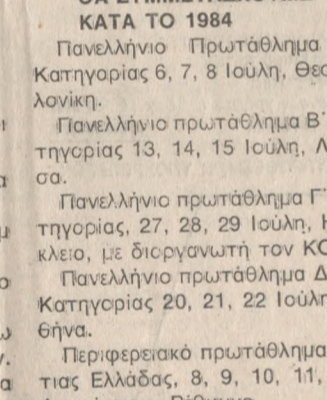 ΚΑΤΑ ΤΟ 1984
Πανελλήνιο Πρωτάθλημα
Κατηγορίας 6, 7, 8 Ιούλη, Θεσ
λονίκη.
Πανελλήνιο πρωτάθλημα Β΄
τηγορίας 13, 14, 15 Ιούλη, Λ
σα.
Πανελλήνιο πρωτάθλημα Γ΄
τηγορίας, 27, 28, 29 Ιούλη, Η
κλειο, με διοργανωτή τον ΚΟ
Πανελλήνιο πρωτάθλημα Δ
Κατηγορίας 20, 21, 22 Ιούλη
θήνα.
Περιφερειακό πρωτάθλημα
τιας Ελλάδας, 8, 9, 10, 11,